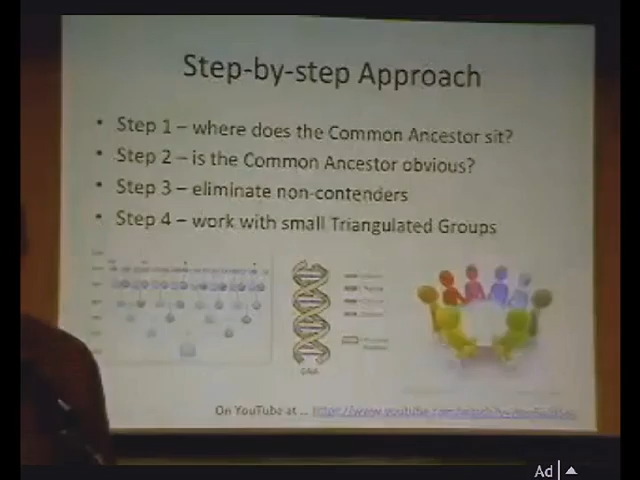 Step-by-step Approach
• Step 1 – where does the Common Ancestor sit?
• Step 2 – is the Common Ancestor obvious?
• Step 3 – eliminate non-contenders
• Step 4 – work with small Triangulated Groups
DNA
On YouTube at ...
Ad